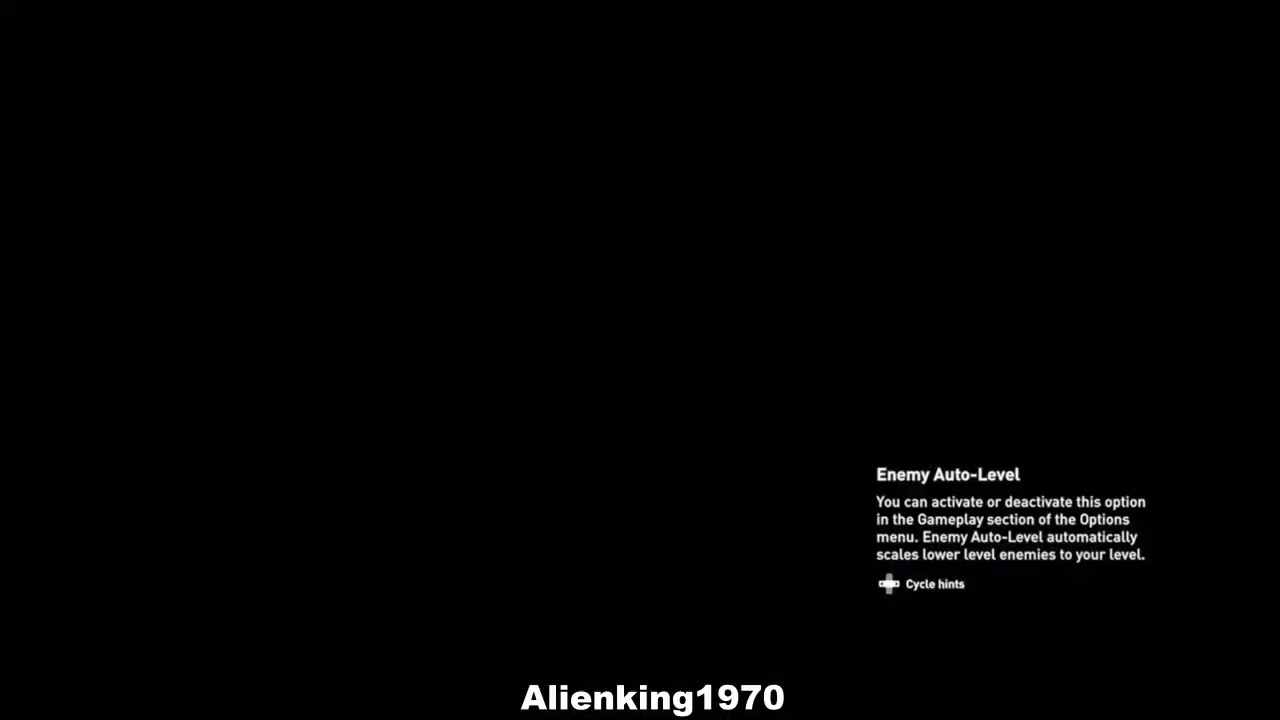 Enemy Auto-Level
You can activate or deactivate this option
in the Gameplay section of the Options
menu. Enemy Auto-Level automatically
scales lower level enemies to your level.
Cycle hints
Alienking1970